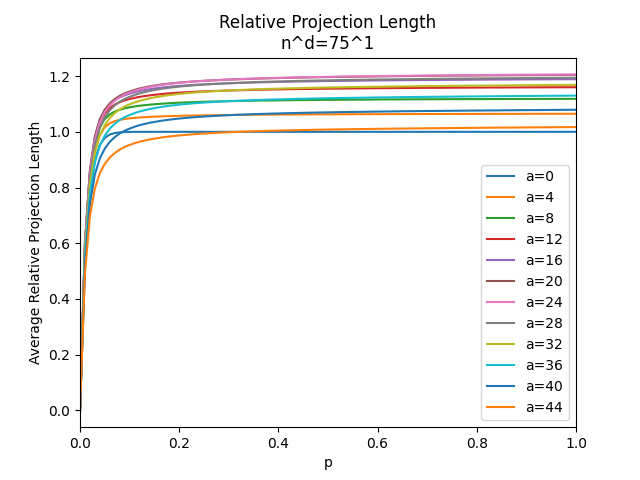 Relative Projection Length
n^d=75^1
Average Relative Projection Length
1.2
1.0
0.8
0.6
0.4
0.2
0.0
a=0
a=4
a=8
a=12
a=16
a=20
a=24
a=28
a=32
a=36
a=40
a=44
0.0 0.2 0.4 0.6 0.8 1.0
p